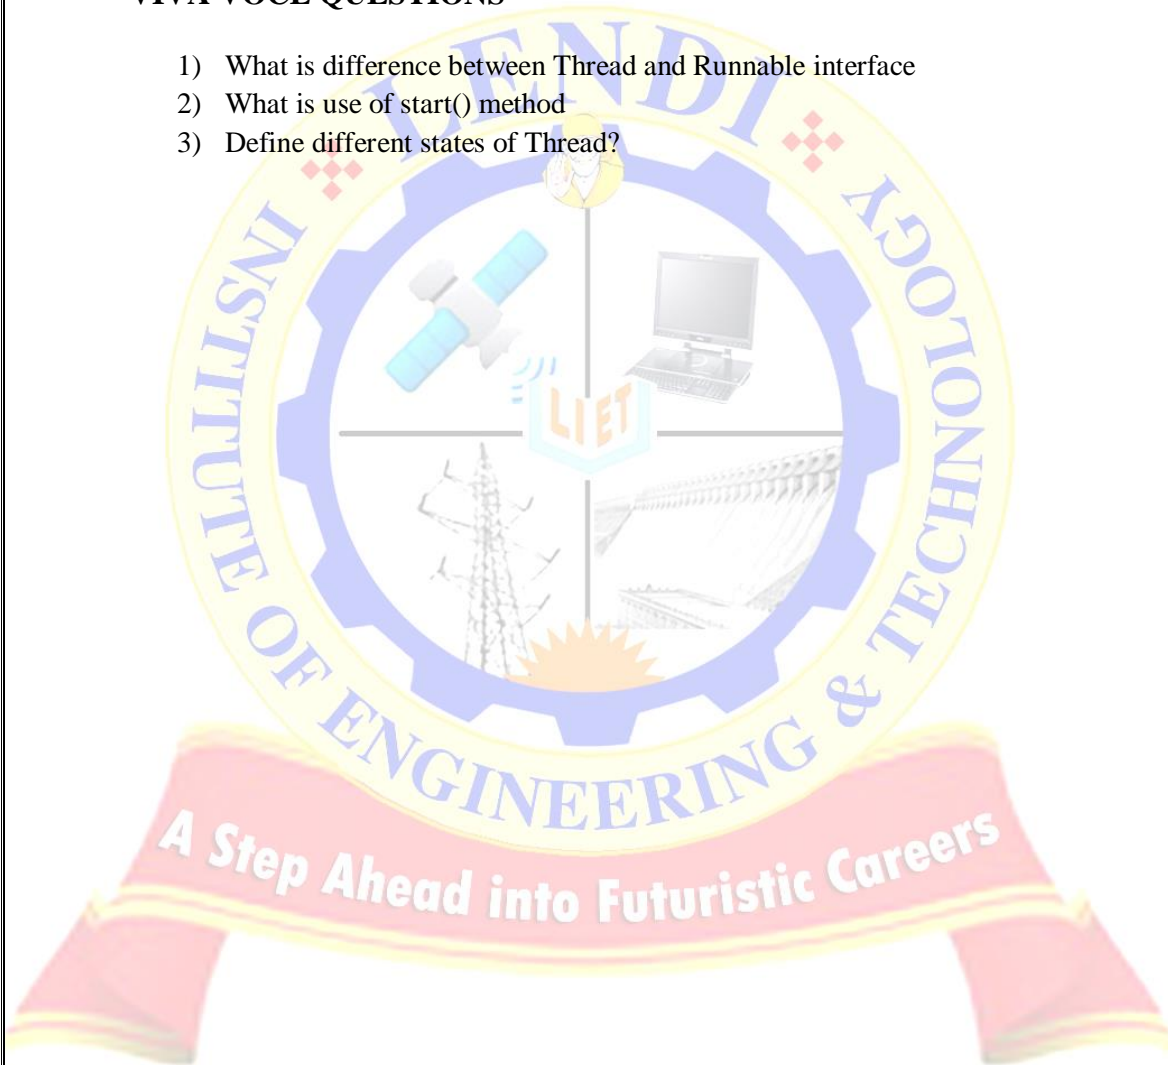 VIVA VOCE QUESTIONS
1) What is difference between Thread and Runnable interface
2) What is use of start() method
3) Define different states of Thread?
LENDI
INSTITUTE OF ENGINEERING & TECHNOLOGY
LIET
A Step Ahead into Futuristic Careers